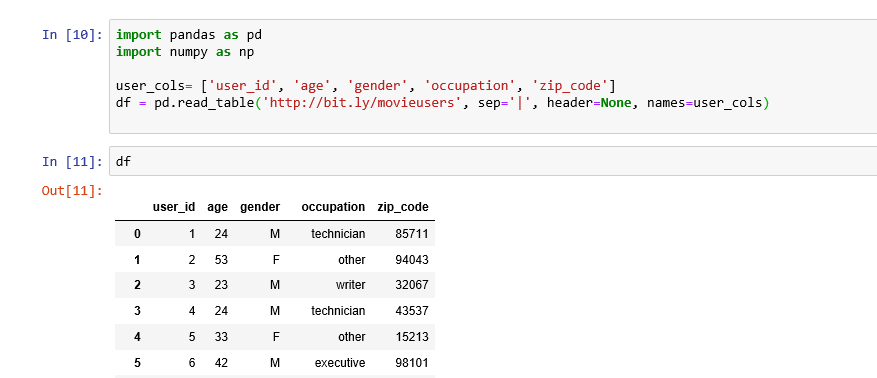 In [10]: import pandas as pd
import numpy as np
user_cols= ['user_id', 'age', 'gender', 'occupation', 'zip_code']
df = pd.read_table('http://bit.ly/movieusers', sep='|', header=None, names=user_cols)
In [11]: df
Out[11]:
user_id age gender occupation zip_code
0 1 24 M technician 85711
1 2 53 F other 94043
2 3 23 M writer 32067
3 4 24 M technician 43537
4 5 33 F other 15213
5 6 42 M executive 98101